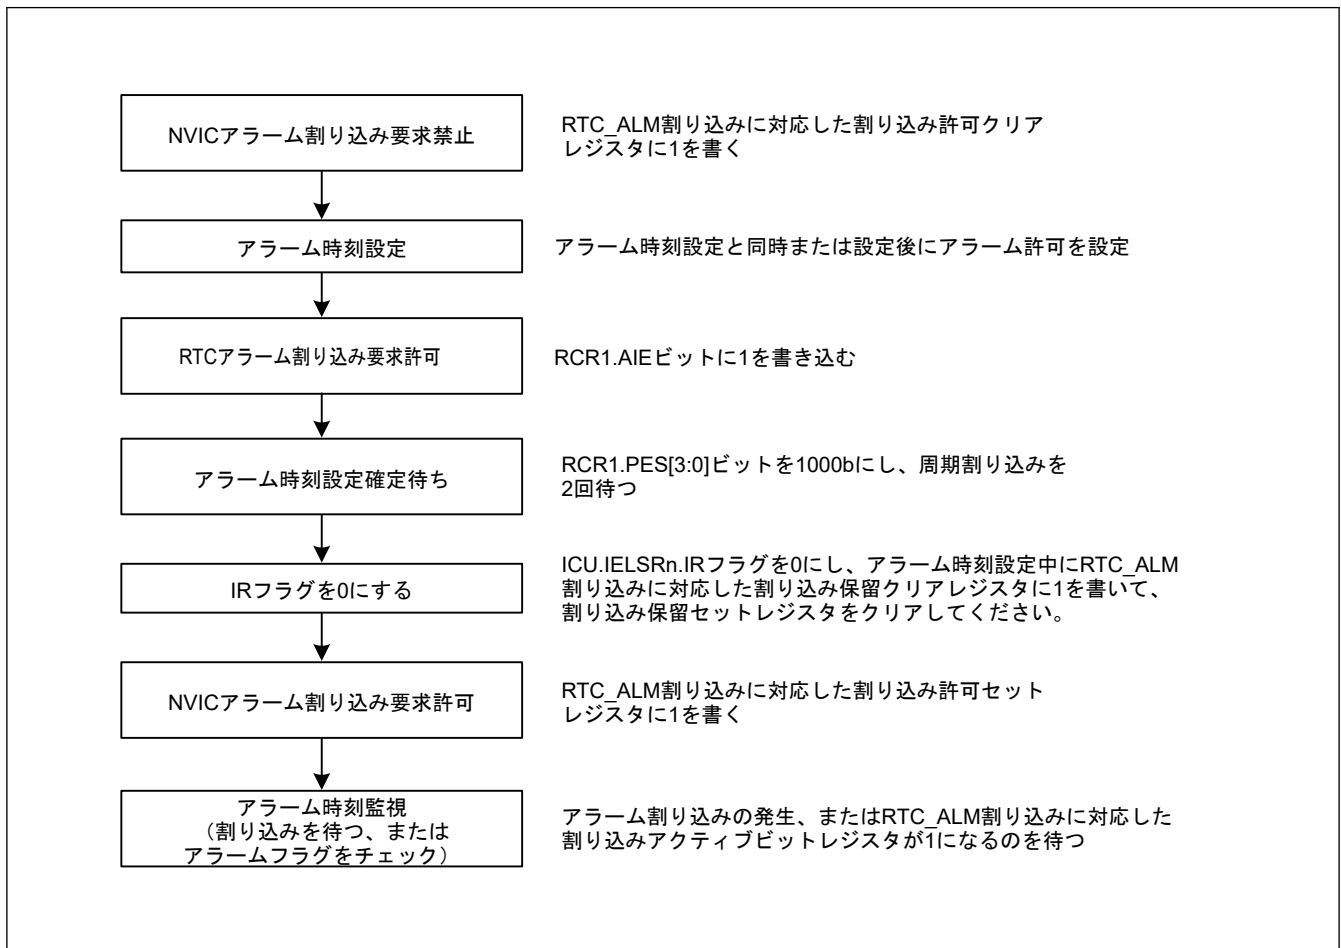 NVICアラーム割り込み要求禁止
RTC_ALM割り込みに対応した割り込み許可クリア
レジスタに1を書く
アラーム時刻設定
アラーム時刻設定と同時または設定後にアラーム許可を設定
RTCアラーム割り込み要求許可
RCR1.AIEビットに1を書き込む
アラーム時刻設定確定待ち
RCR1.PES[3:0]ビットを1000bにし、周期割り込みを
2回待つ
IRフラグを0にする
ICU.IELSRn.IRフラグを0にし、アラーム時刻設定中にRTC_ALM
割り込みに対応した割り込み保留クリアレジスタに1を書いて、
割り込み保留セットレジスタをクリアしてください。
NVICアラーム割り込み要求許可
RTC_ALM割り込みに対応した割り込み許可セット
レジスタに1を書く
アラーム時刻監視
（割り込みを待つ、または
アラームフラグをチェック）
アラーム割り込みの発生、またはRTC_ALM割り込みに対応した
割り込みアクティブビットレジスタが1になるのを待つ